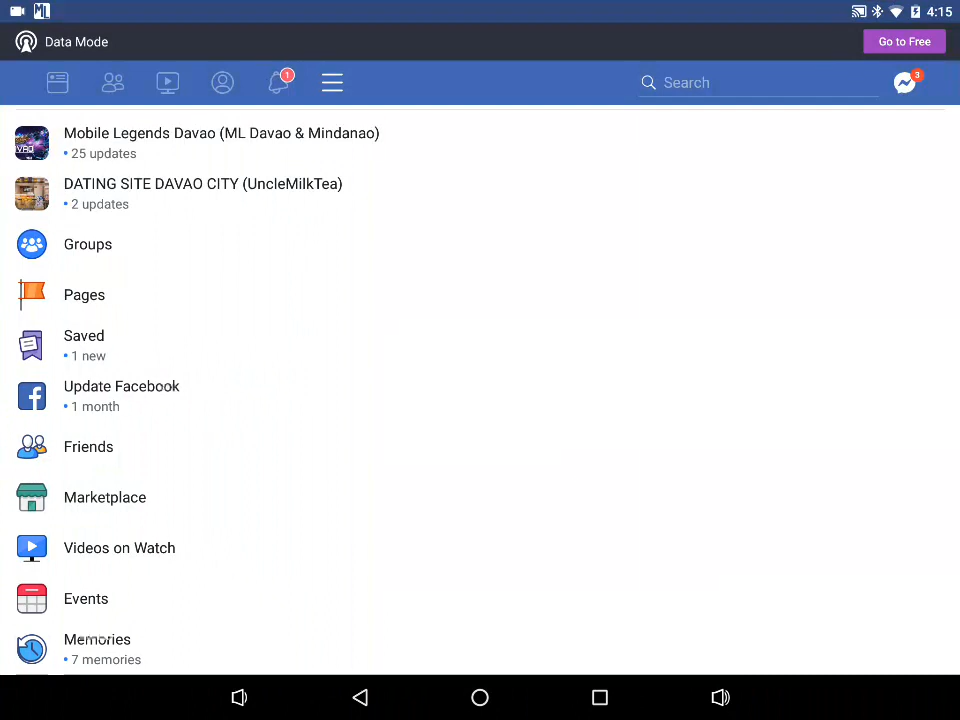 ML
4:15
Data Mode
Go to Free
1
Search
3
Mobile Legends Davao (ML Davao & Mindanao)
25 updates
DATING SITE DAVAO CITY (UncleMilkTea)
2 updates
Groups
Pages
Saved
1 new
Update Facebook
1 month
Friends
Marketplace
Videos on Watch
Events
Memories
7 memories